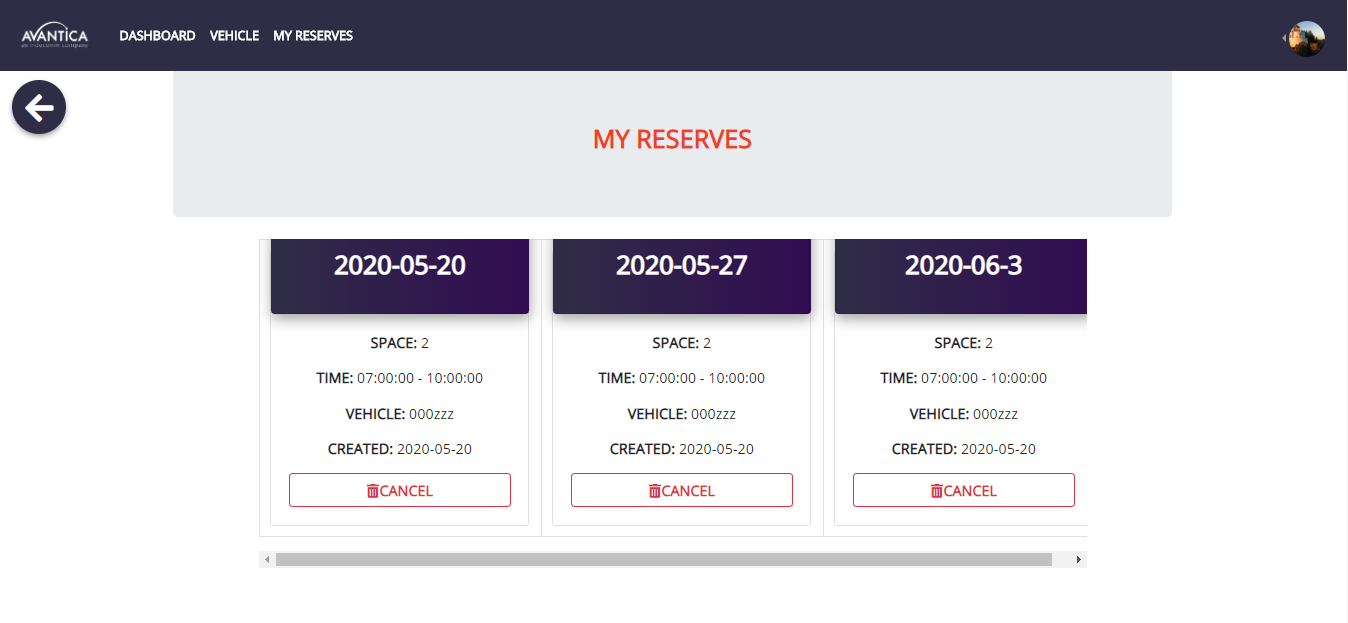 AVANTICA
an Indecomm company
DASHBOARD VEHICLE MY RESERVES
MY RESERVES
2020-05-20
SPACE: 2
TIME: 07:00:00 - 10:00:00
VEHICLE: 000zzz
CREATED: 2020-05-20
CANCEL
2020-05-27
SPACE: 2
TIME: 07:00:00 - 10:00:00
VEHICLE: 000zzz
CREATED: 2020-05-20
CANCEL
2020-06-3
SPACE: 2
TIME: 07:00:00 - 10:00:00
VEHICLE: 000zzz
CREATED: 2020-05-20
CANCEL